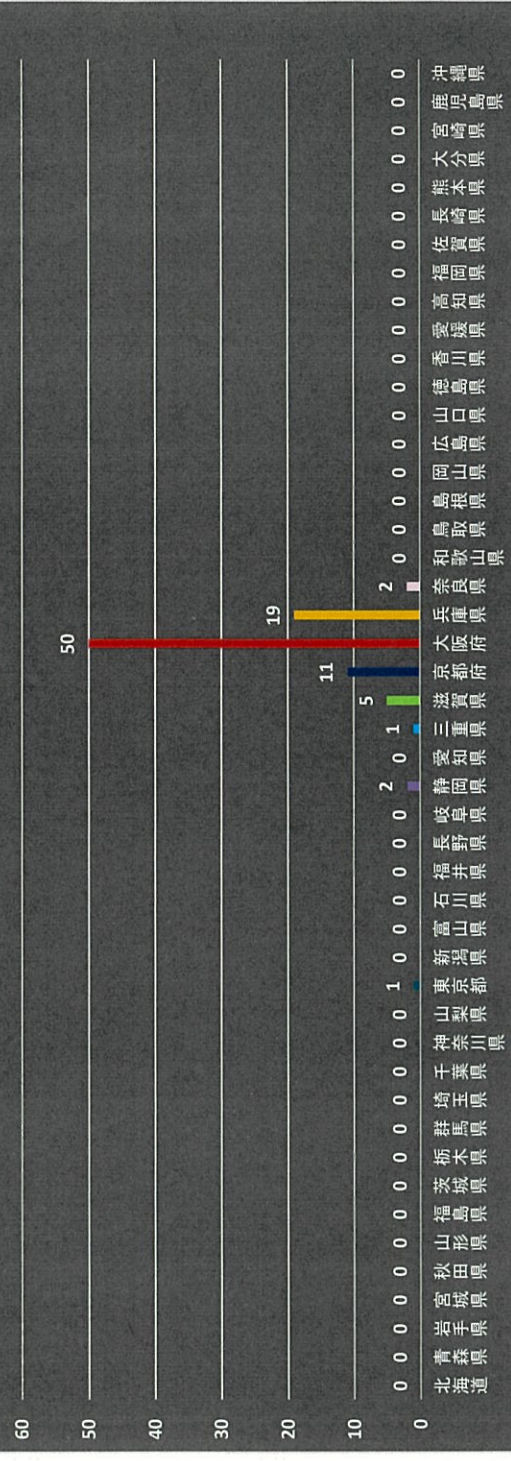 60
50
40
30
20
10
0
0 0 0 0 0 0 0 0 0 0 0 0 0 0 1 0 0 0 0 0 0 2 0 1 5 11 50 19 2 0 0 0 0 0 0 0 0 0 0 0 0 0 0 0 0 0 0
北海道
青森県
岩手県
宮城県
秋田県
山形県
福島県
茨城県
栃木県
群馬県
埼玉県
千葉県
神奈川県
山梨県
東京都
新潟県
富山県
石川県
福井県
長野県
岐阜県
静岡県
愛知県
三重県
滋賀県
京都府
大阪府
兵庫県
奈良県
和歌山県
鳥取県
島根県
岡山県
広島県
山口県
徳島県
香川県
愛媛県
高知県
福岡県
佐賀県
長崎県
熊本県
大分県
宮崎県
鹿児島県
沖縄県